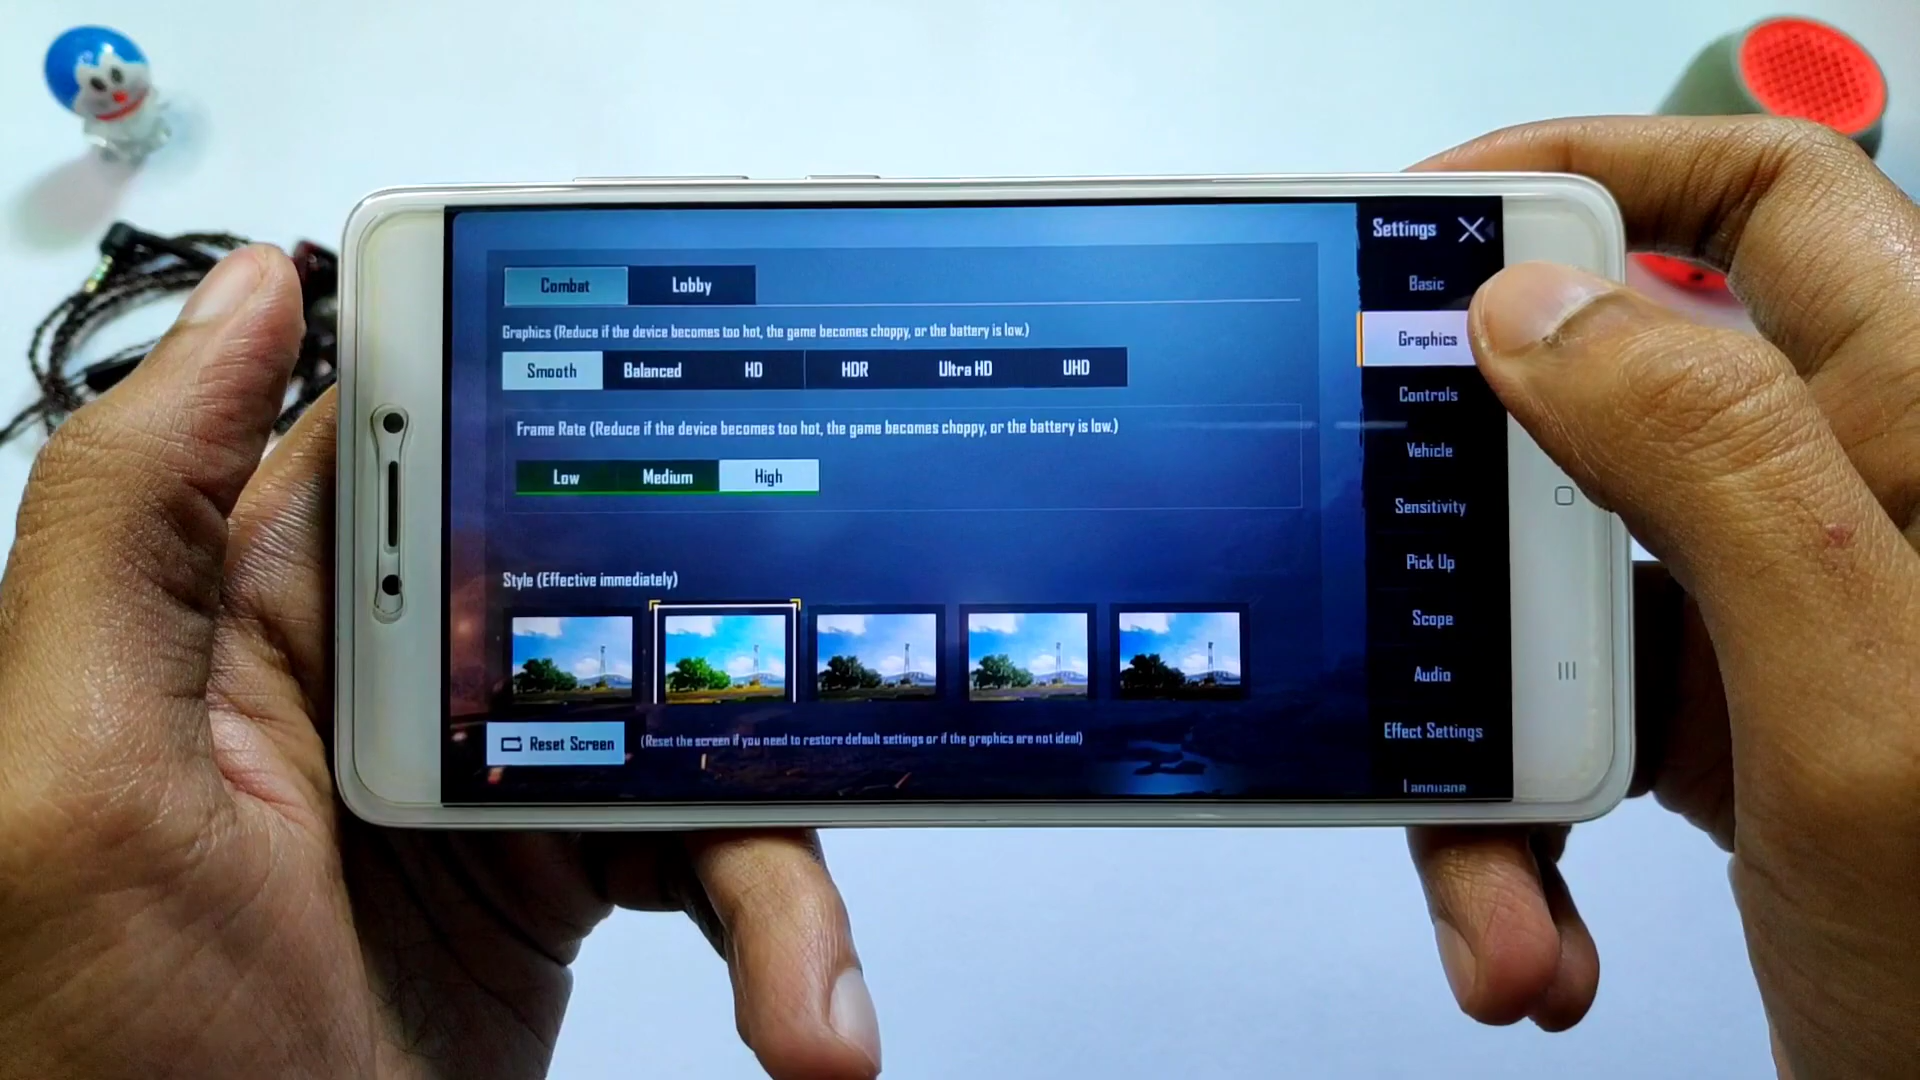 Settings
Combat Lobby
Basic
Graphics (Reduce if the device becomes too hot, the game becomes choppy, or the battery is low.)
Graphics
Smooth Balanced HD HDR Ultra HD UHD
Controls
Frame Rate (Reduce if the device becomes too hot, the game becomes choppy, or the battery is low.)
Vehicle
Low Medium High
Sensitivity
Pick Up
Style (Effective immediately)
Scope
Audio
Effect Settings
Reset Screen (Reset the screen if you need to restore default settings or if the graphics are not ideal)
Language